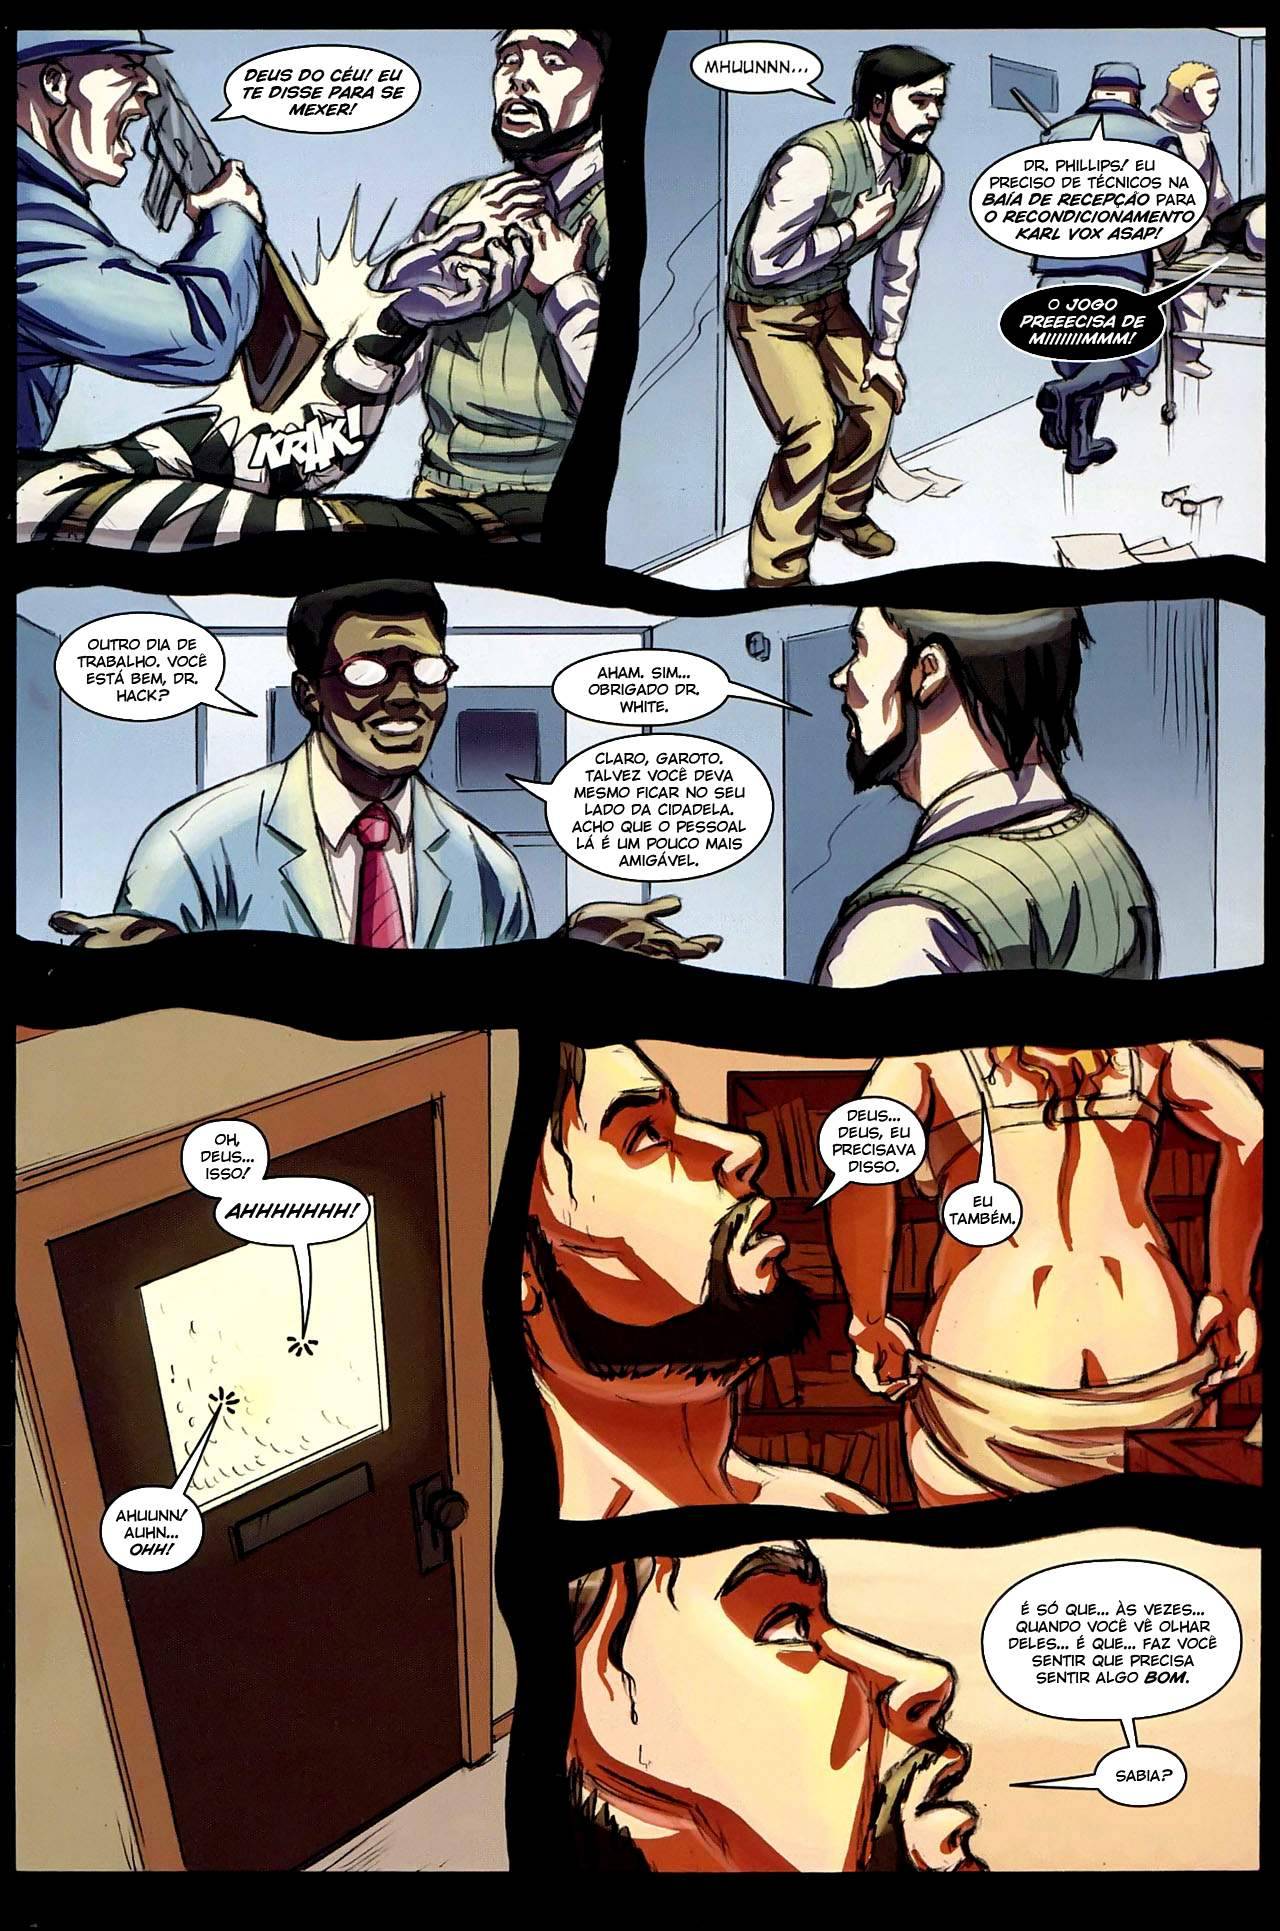 DEUS DO CÉU! EU
TE DISSE PARA SE
MEXER!
KRAK!
MHUUNNN...
DR. PHILLIPS! EU
PRECISO DE TÉCNICOS NA
BAÍA DE RECEPÇÃO PARA
O RECONDICIONAMENTO
KARL VOX ASAP!
O JOGO
PREEECISA DE
MIIIIIIIMMM!
OUTRO DIA DE
TRABALHO. VOCÊ
ESTÁ BEM, DR.
HACK?
AHAM. SIM...
OBRIGADO DR.
WHITE.
CLARO, GAROTO.
TALVEZ VOCÊ DEVA
MESMO FICAR NO SEU
LADO DA CIDADELA.
ACHO QUE O PESSOAL
LÁ É UM POUCO MAIS
AMIGÁVEL.
OH,
DEUS...
ISSO!
AHHHHHHH!
AHUUNN!
AUHN...
OHH!
DEUS...
DEUS, EU
PRECISAVA
DISSO.
EU
TAMBÉM.
É SÓ QUE... ÀS VEZES...
QUANDO VOCÊ VÊ OLHAR
DELES... É QUE... FAZ VOCÊ
SENTIR QUE PRECISA
SENTIR ALGO BOM.
SABIA?